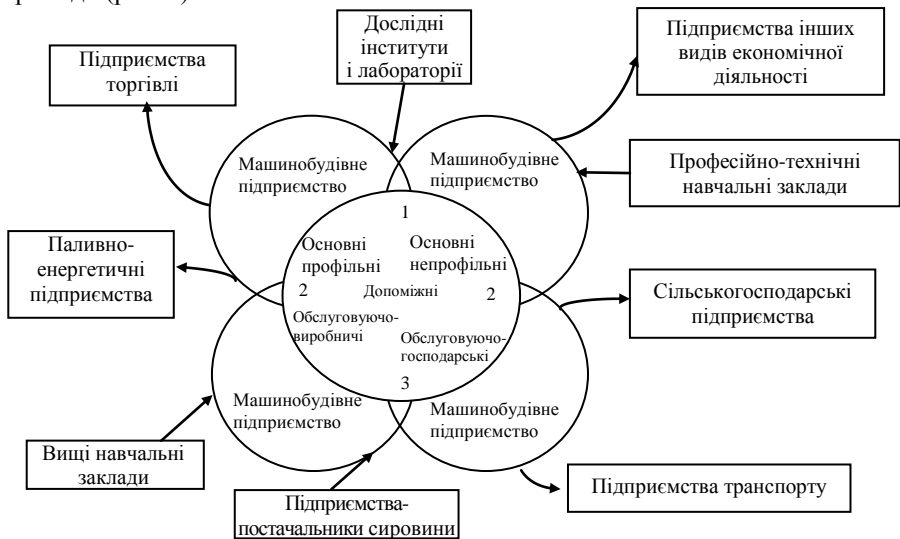 Дослідні
інститути
і лабораторії
Підприємства інших
видів економічної
діяльності
Підприємства
торгівлі
Машинобудівне
підприємство
Машинобудівне
підприємство
Професійно-технічні
навчальні заклади
1
Основні
профільні
Основні
непрофільні
Паливно-
енергетичні
підприємства
2
Допоміжні
2
Сільськогосподарські
підприємства
Обслуговуючо-
виробничі
Обслуговуючо-
господарські
3
Машинобудівне
підприємство
Машинобудівне
підприємство
Вищі навчальні
заклади
Підприємства-
постачальники сировини
Підприємства транспорту